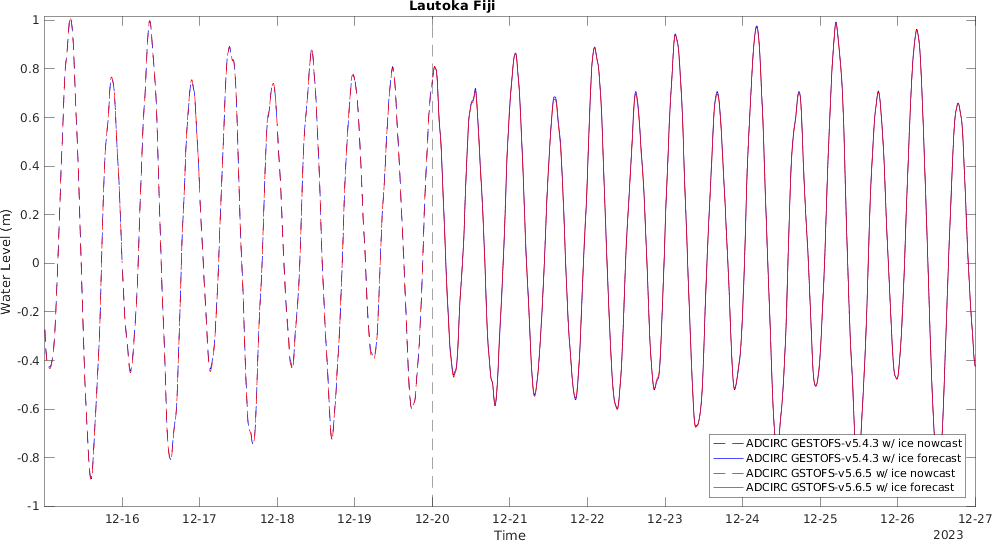 Lautoka Fiji
Water Level (m)
1
0.8
0.6
0.4
0.2
0
-0.2
-0.4
-0.6
-0.8
-1
ADCIRC GESTOFS-v5.4.3 w/ ice nowcast
ADCIRC GESTOFS-v5.4.3 w/ ice forecast
ADCIRC GSTOFS-v5.6.5 w/ ice nowcast
ADCIRC GSTOFS-v5.6.5 w/ ice forecast
12-16 12-17 12-18 12-19 12-20 12-21 12-22 12-23 12-24 12-25 12-26 12-27
Time
2023